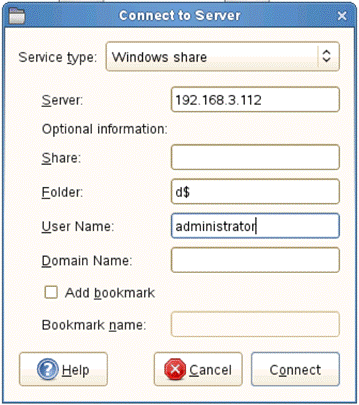 Connect to Server
Service type: Windows share
Server: 192.168.3.112
Optional information:
Share:
Folder: d$
User Name: administrator
Domain Name:
Add bookmark
Bookmark name:
Help Cancel Connect